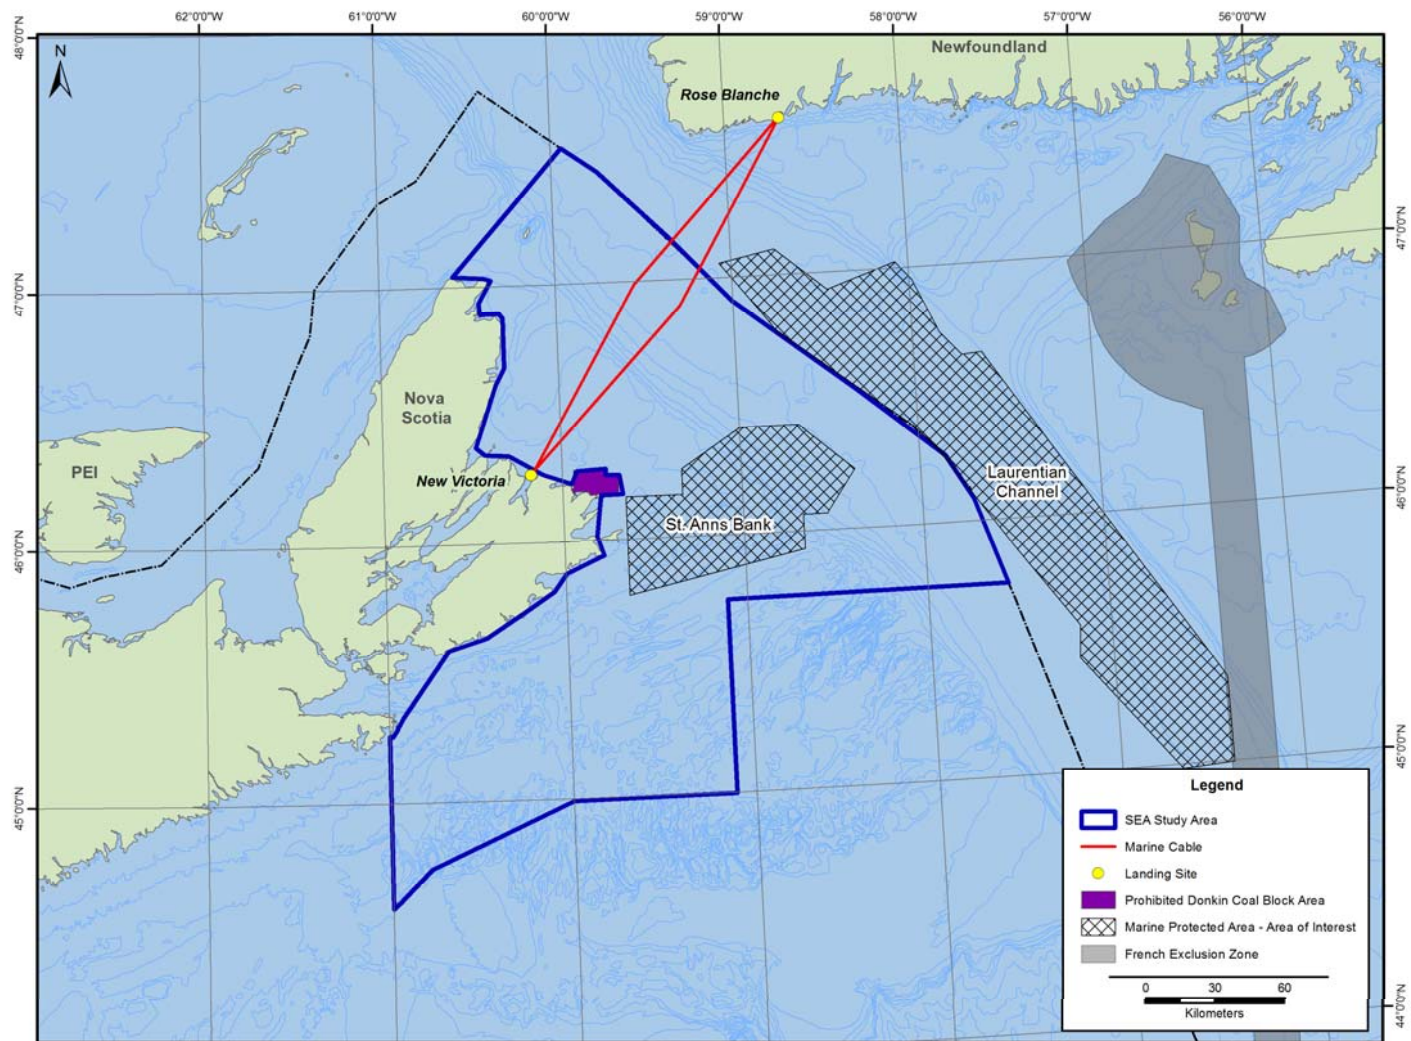 62°0'0"W 61°0'0"W 60°0'0"W 59°0'0"W 58°0'0"W 57°0'0"W 56°0'0"W
48°0'0"N
N
Newfoundland
Rose Blanche
47°0'0"N
47°0'0"N
Nova
Scotia
PEI
New Victoria
Laurentian
Channel
46°0'0"N
St. Anns Bank
46°0'0"N
45°0'0"N
45°0'0"N
Legend
SEA Study Area
Marine Cable
Landing Site
Prohibited Donkin Coal Block Area
Marine Protected Area - Area of Interest
French Exclusion Zone
0 30 60
Kilometers
44°0'0"N